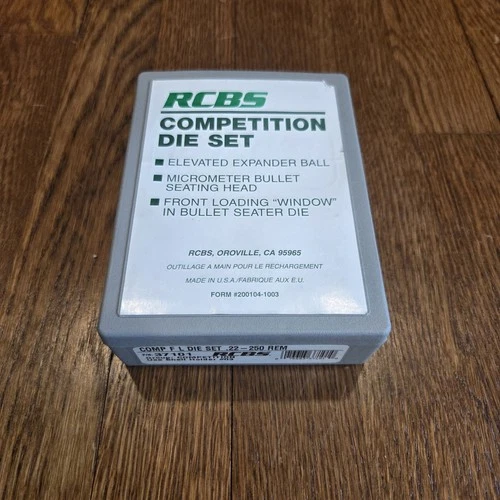 RCBS
COMPETITION
DIE SET
■ ELEVATED EXPANDER BALL
■ MICROMETER BULLET
SEATING HEAD
■ FRONT LOADING "WINDOW"
IN BULLET SEATER DIE
RCBS, OROVILLE, CA 95965
OUTILLAGE A MAIN POUR LE RECHARGEMENT
MADE IN U.S.A./FABRIQUE AUX E.U.
FORM #200104-1003
COMP F L DIE SET .22-250 REM
37101 RCBS